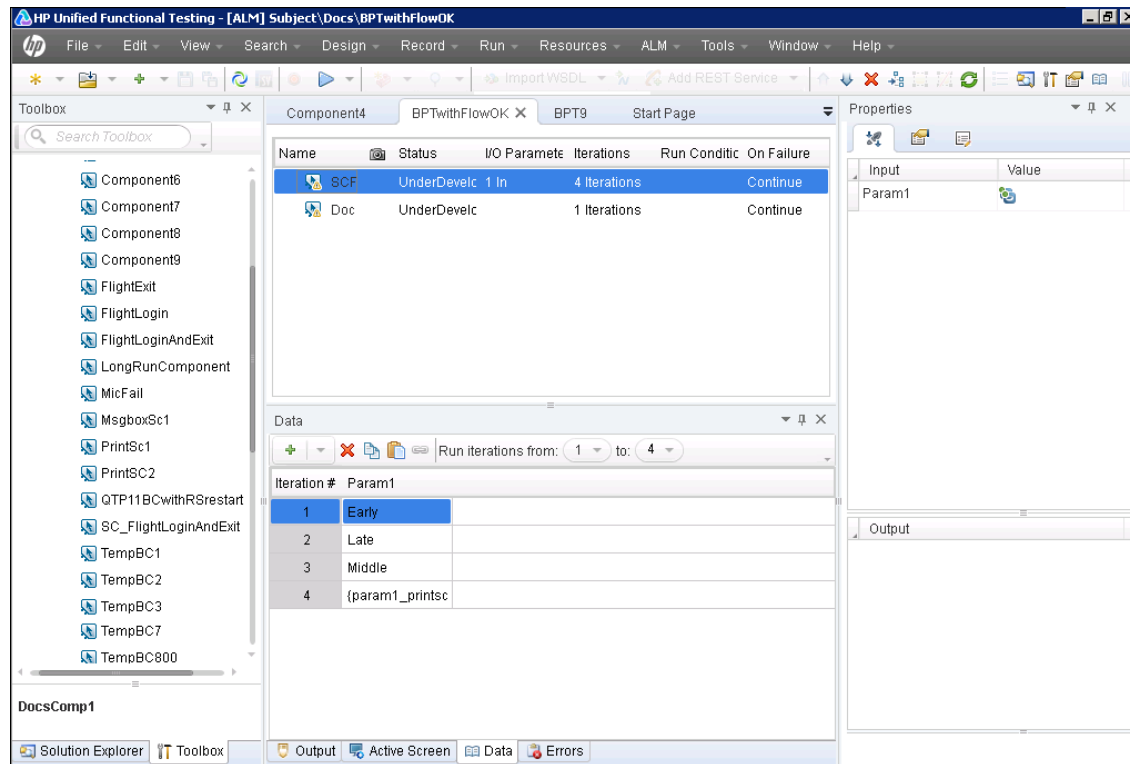 HP Unified Functional Testing - [ALM] Subject\Docs\BPTwithFlowOK
hp File Edit View Search Design Record Run Resources ALM Tools Window Help
Import WSDL Add REST Service
Toolbox
Search Toolbox
Component6
Component7
Component8
Component9
FlightExit
FlightLogin
FlightLoginAndExit
LongRunComponent
MicFail
MsgboxSc1
PrintSc1
PrintSC2
QTP11BCwithRSrestart
SC_FlightLoginAndExit
TempBC1
TempBC2
TempBC3
TempBC7
TempBC800
DocsComp1
Solution Explorer Toolbox
Component4 BPTwithFlowOK BPT9 Start Page
Name Status I/O Paramete Iterations Run Conditic On Failure
SCF UnderDevelc 1 In 4 Iterations Continue
Doc UnderDevelc 1 Iterations Continue
Data
Run iterations from: 1 to: 4
Iteration # Param1
1 Early
2 Late
3 Middle
4 {param1_printsc
Output Active Screen Data Errors
Properties
Input Value
Param1
Output